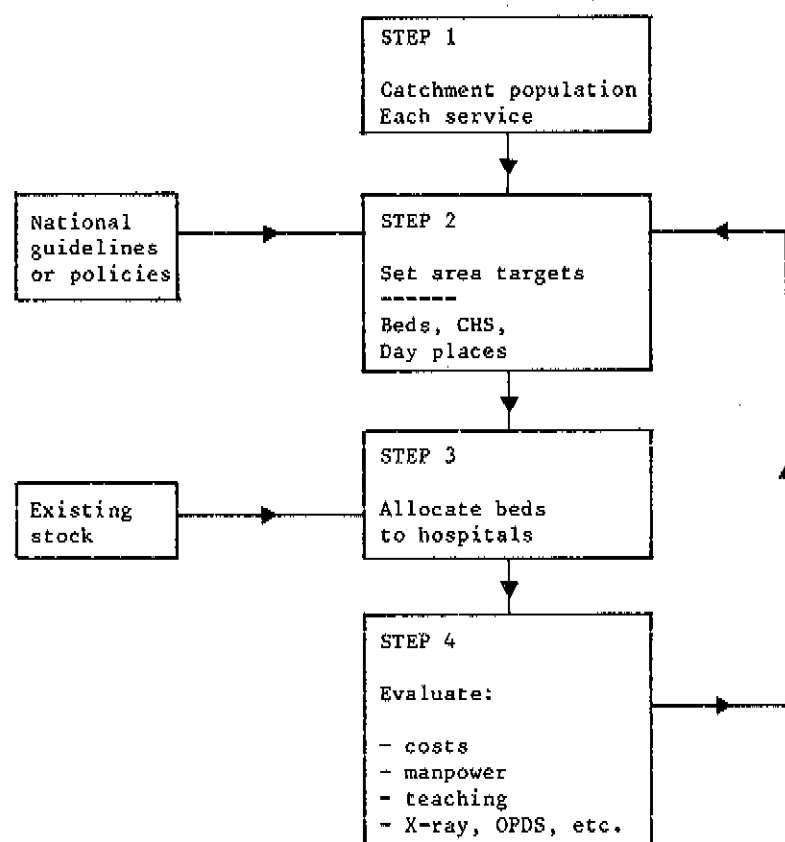 STEP 1
Catchment population
Each service
National
guidelines
or policies
STEP 2
Set area targets
------
Beds, CHS,
Day places
Existing
stock
STEP 3
Allocate beds
to hospitals
STEP 4
Evaluate:
- costs
- manpower
- teaching
- X-ray, OPDS, etc.